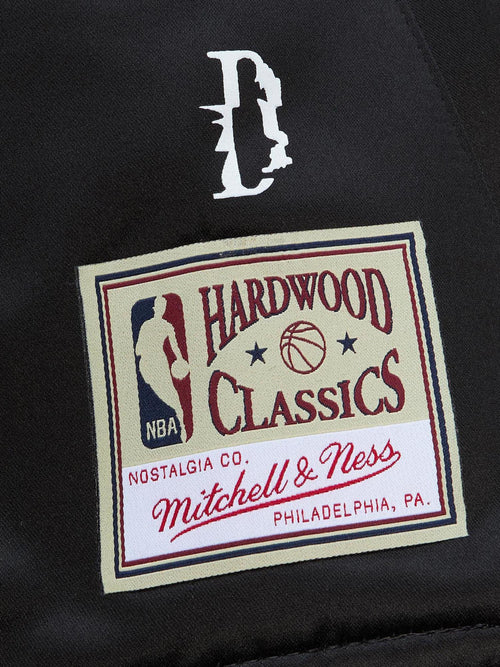 D
HARDWOOD
NBA
CLASSICS
NOSTALGIA CO.
Mitchell & Ness
PHILADELPHIA, PA.